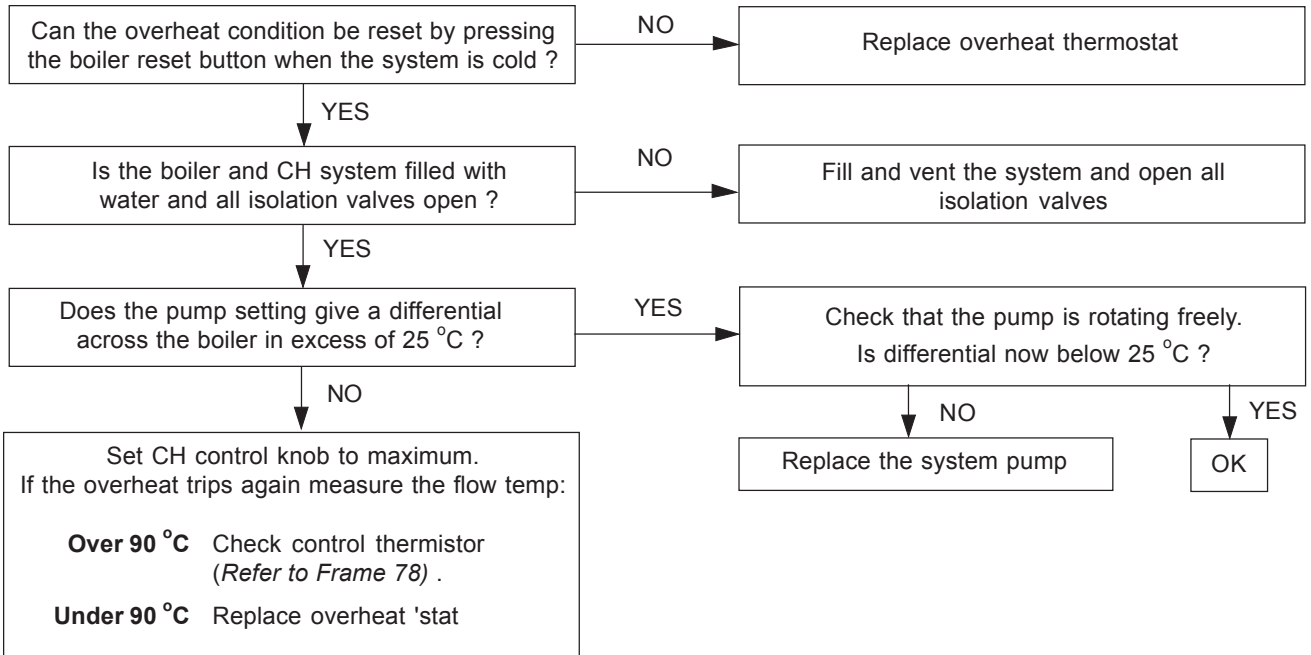 Can the overheat condition be reset by pressing
the boiler reset button when the system is cold ?
NO
Replace overheat thermostat
YES
Is the boiler and CH system filled with
water and all isolation valves open ?
NO
Fill and vent the system and open all
isolation valves
YES
Does the pump setting give a differential
across the boiler in excess of 25 °C ?
YES
Check that the pump is rotating freely.
Is differential now below 25 °C ?
NO
Replace the system pump
YES
OK
NO
Set CH control knob to maximum.
If the overheat trips again measure the flow temp:
Over 90 °C Check control thermistor
(Refer to Frame 78) .
Under 90 °C Replace overheat 'stat